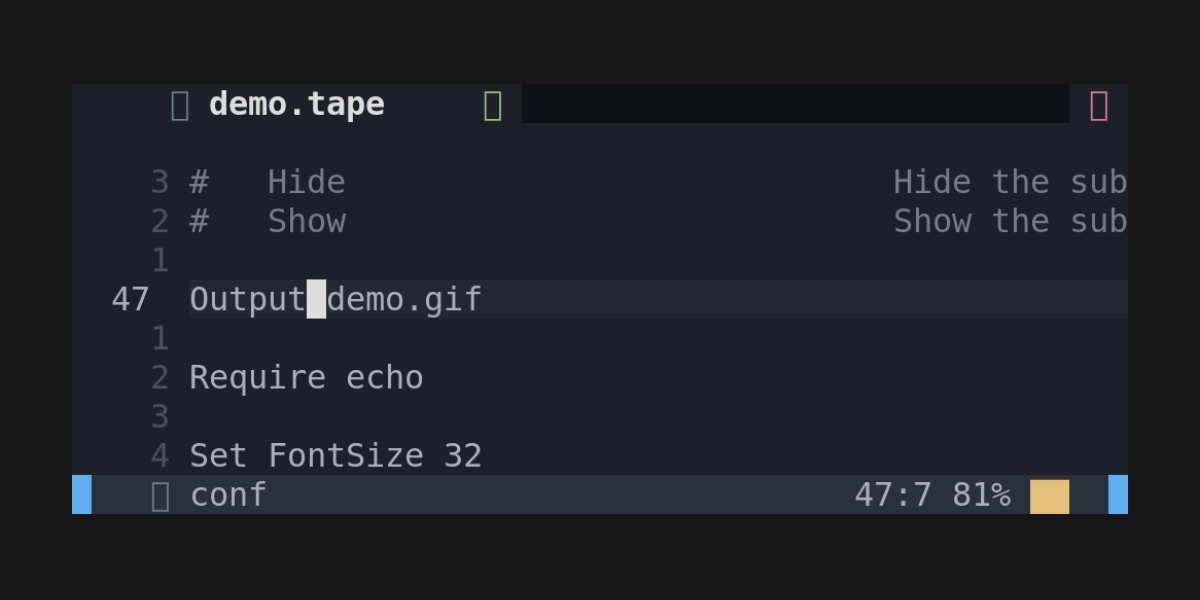 demo.tape
3 #   Hide                            Hide the sub
2 #   Show                            Show the sub
1
47 Output demo.gif
1
2 Require echo
3
4 Set FontSize 32
conf                              47:7 81%